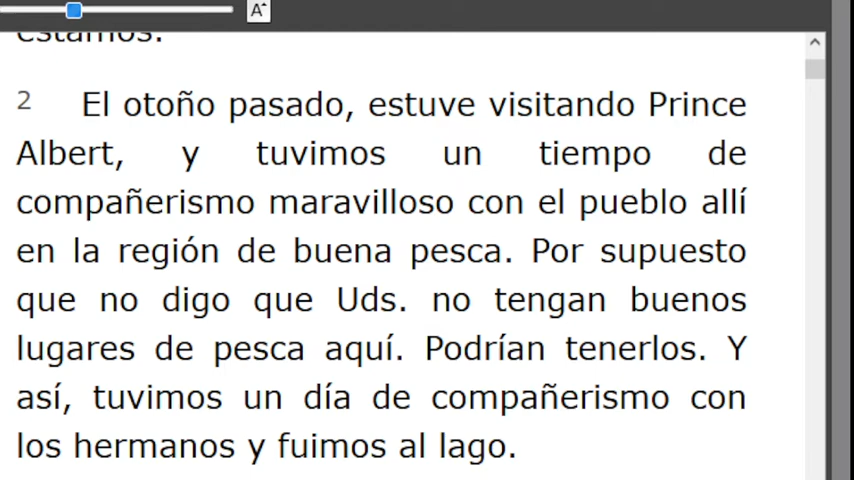 A
estamos.
2 El otoño pasado, estuve visitando Prince
Albert, y tuvimos un tiempo de
compañerismo maravilloso con el pueblo allí
en la región de buena pesca. Por supuesto
que no digo que Uds. no tengan buenos
lugares de pesca aquí. Podrían tenerlos. Y
así, tuvimos un día de compañerismo con
los hermanos y fuimos al lago.